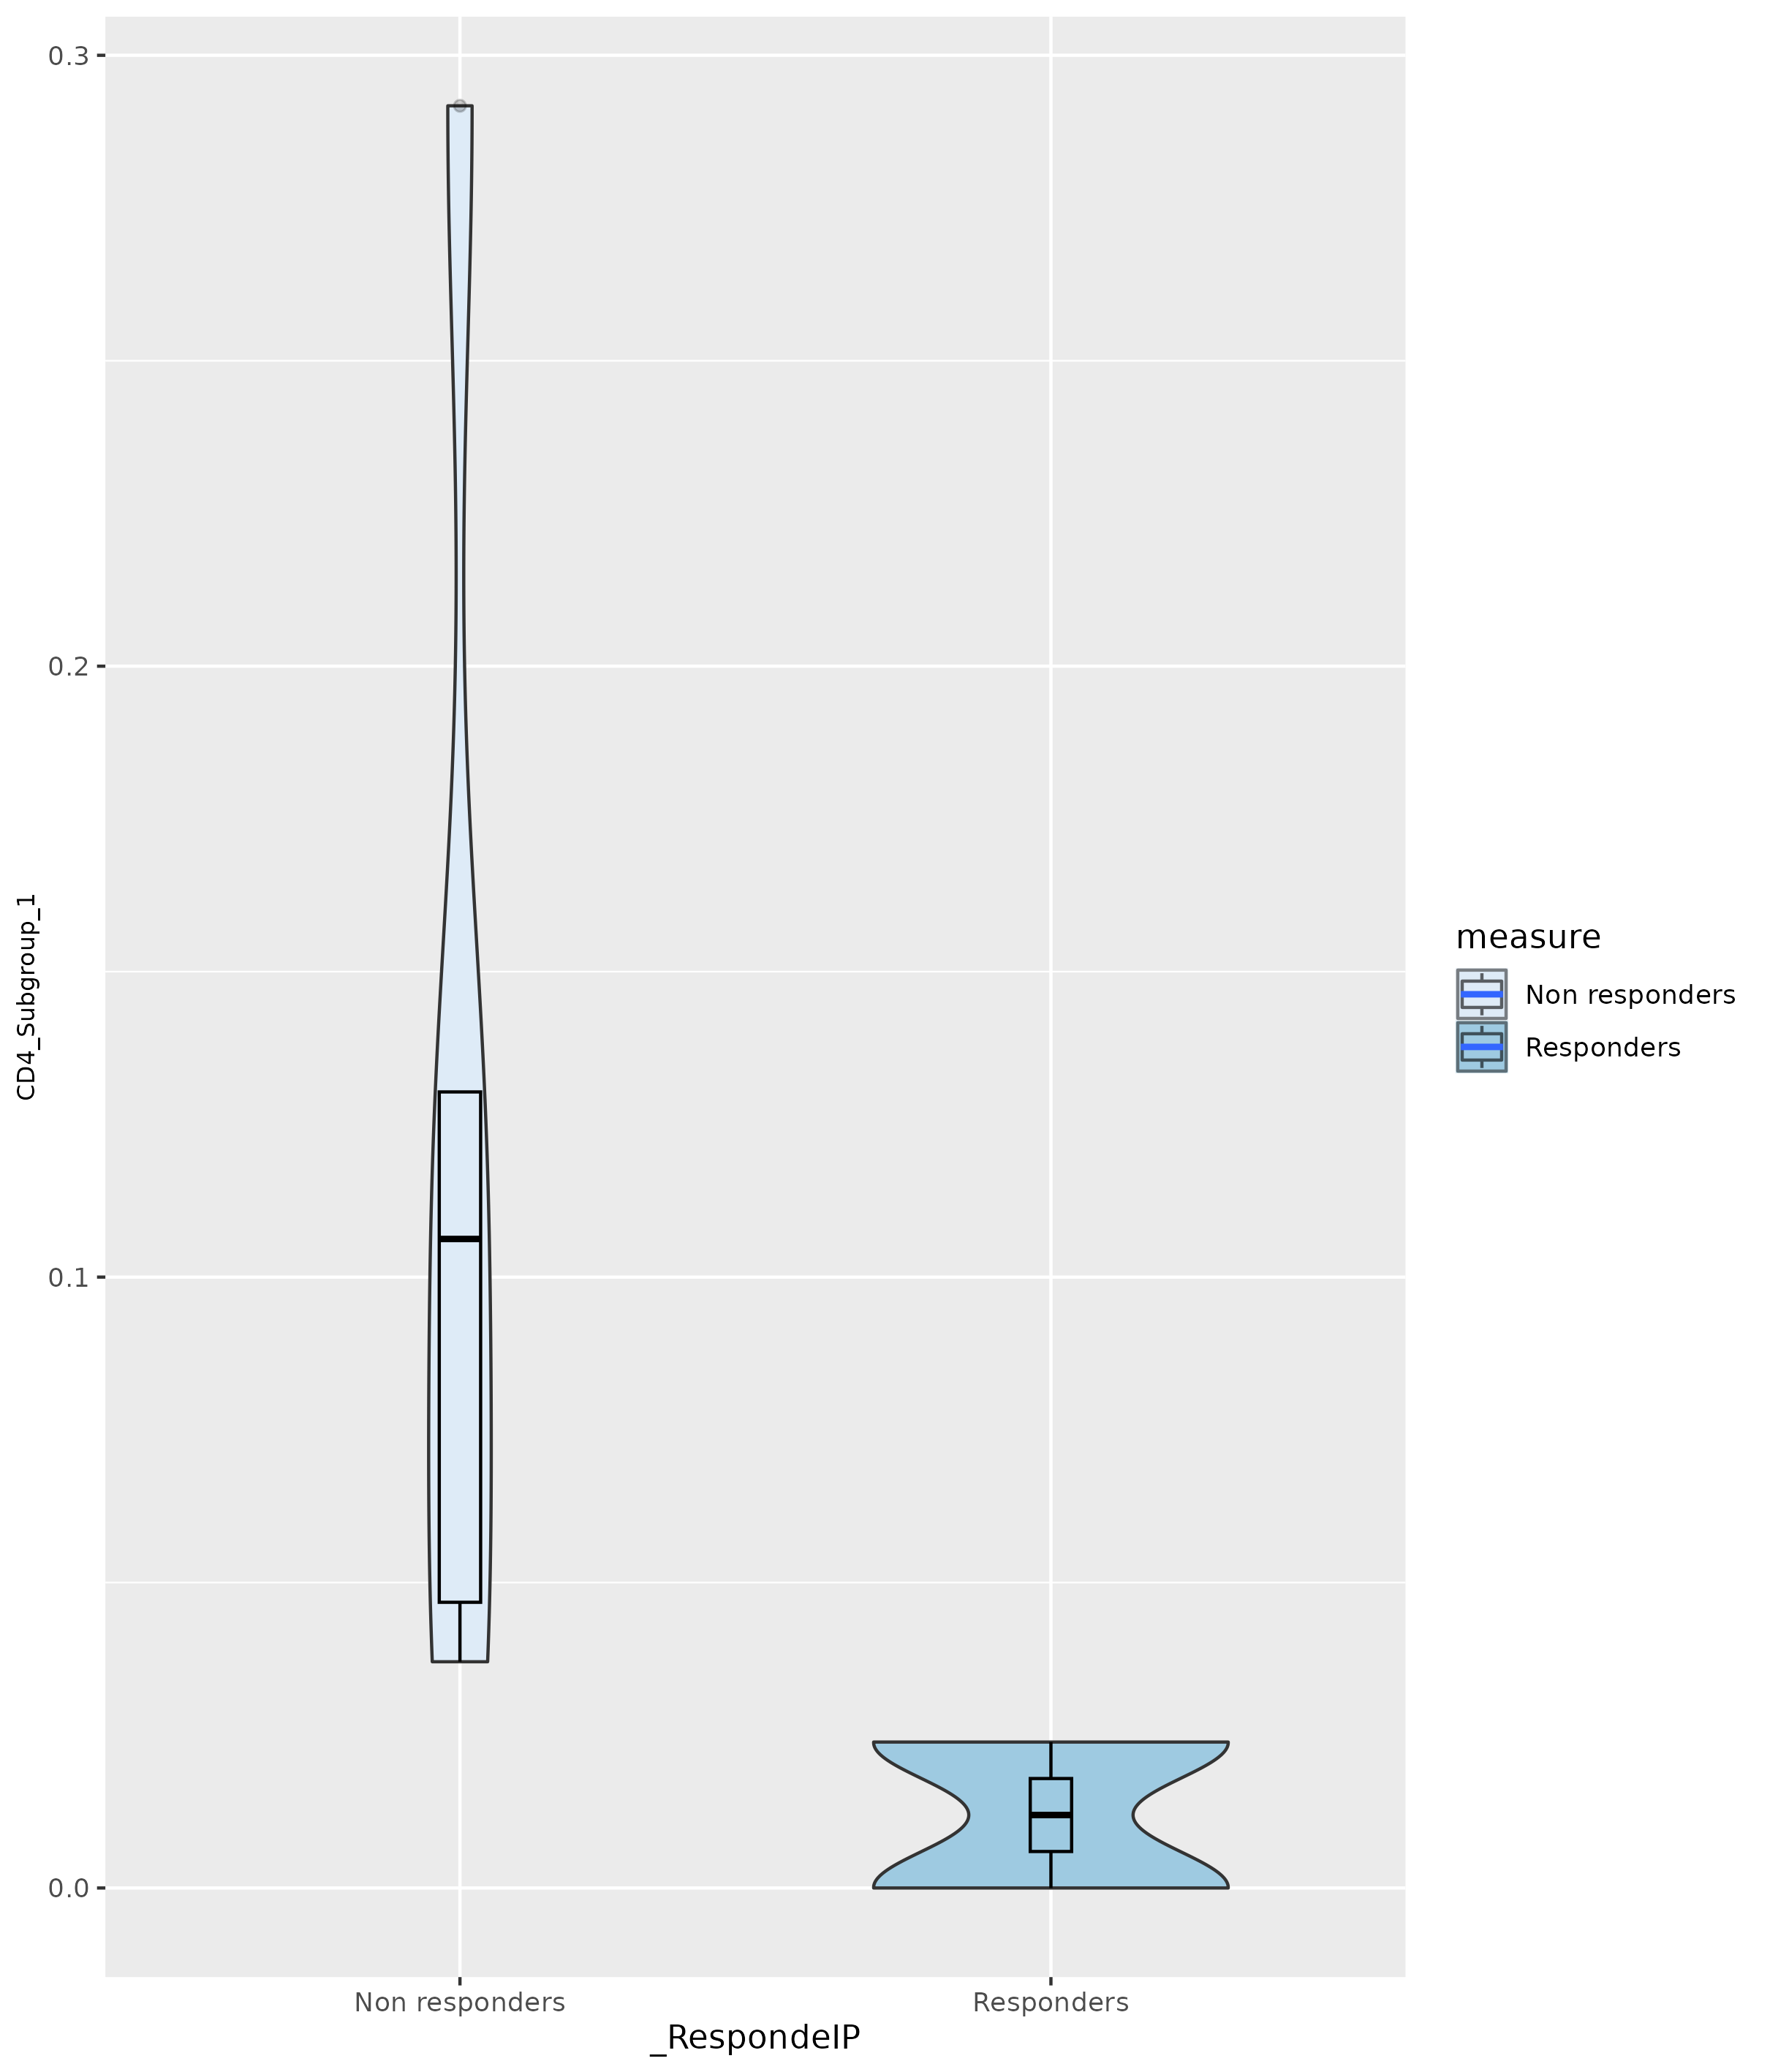 0.3
0.2
0.1
0.0
CD4_Subgroup_1
Non responders
Responders
_RespondeIP
measure
Non responders
Responders